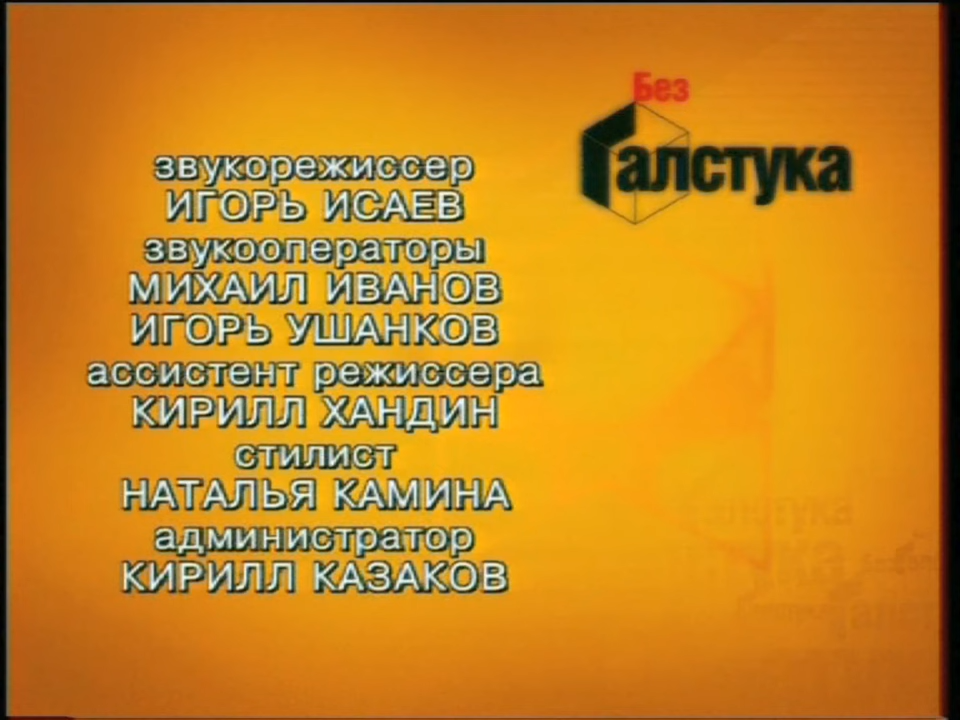 Без
Галстука
звукорежиссер
ИГОРЬ ИСАЕВ
звукооператоры
МИХАИЛ ИВАНОВ
ИГОРЬ УШАНКОВ
ассистент режиссера
КИРИЛЛ ХАНДИН
стилист
НАТАЛЬЯ КАМИНА
администратор
КИРИЛЛ КАЗАКОВ